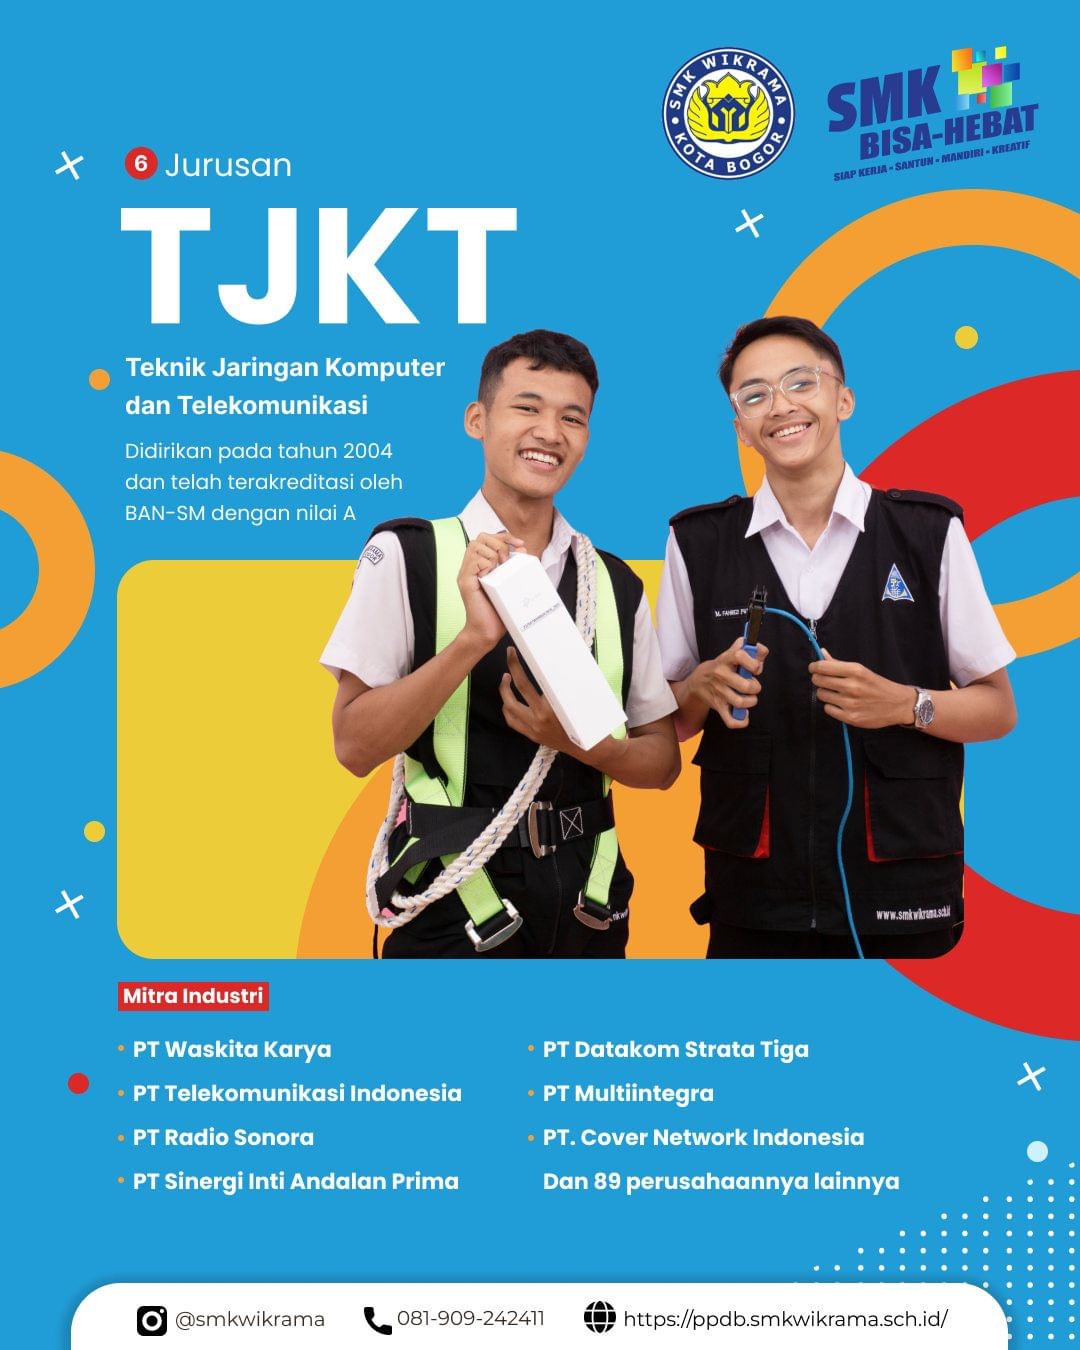 SMK WIKRAMA
KOTA BOGOR
SMK
BISA-HEBAT
SIAP KERJA - SANTUN - MANDIRI - KREATIF
6 Jurusan
TJKT
Teknik Jaringan Komputer
dan Telekomunikasi
Didirikan pada tahun 2004
dan telah terakreditasi oleh
BAN-SM dengan nilai A
www.smkwikrama.sch.id
Mitra Industri
• PT Waskita Karya
• PT Telekomunikasi Indonesia
• PT Radio Sonora
• PT Sinergi Inti Andalan Prima
• PT Datakom Strata Tiga
• PT Multiintegra
• PT. Cover Network Indonesia
Dan 89 perusahaannya lainnya
@smkwikrama
081-909-242411
https://ppdb.smkwikrama.sch.id/